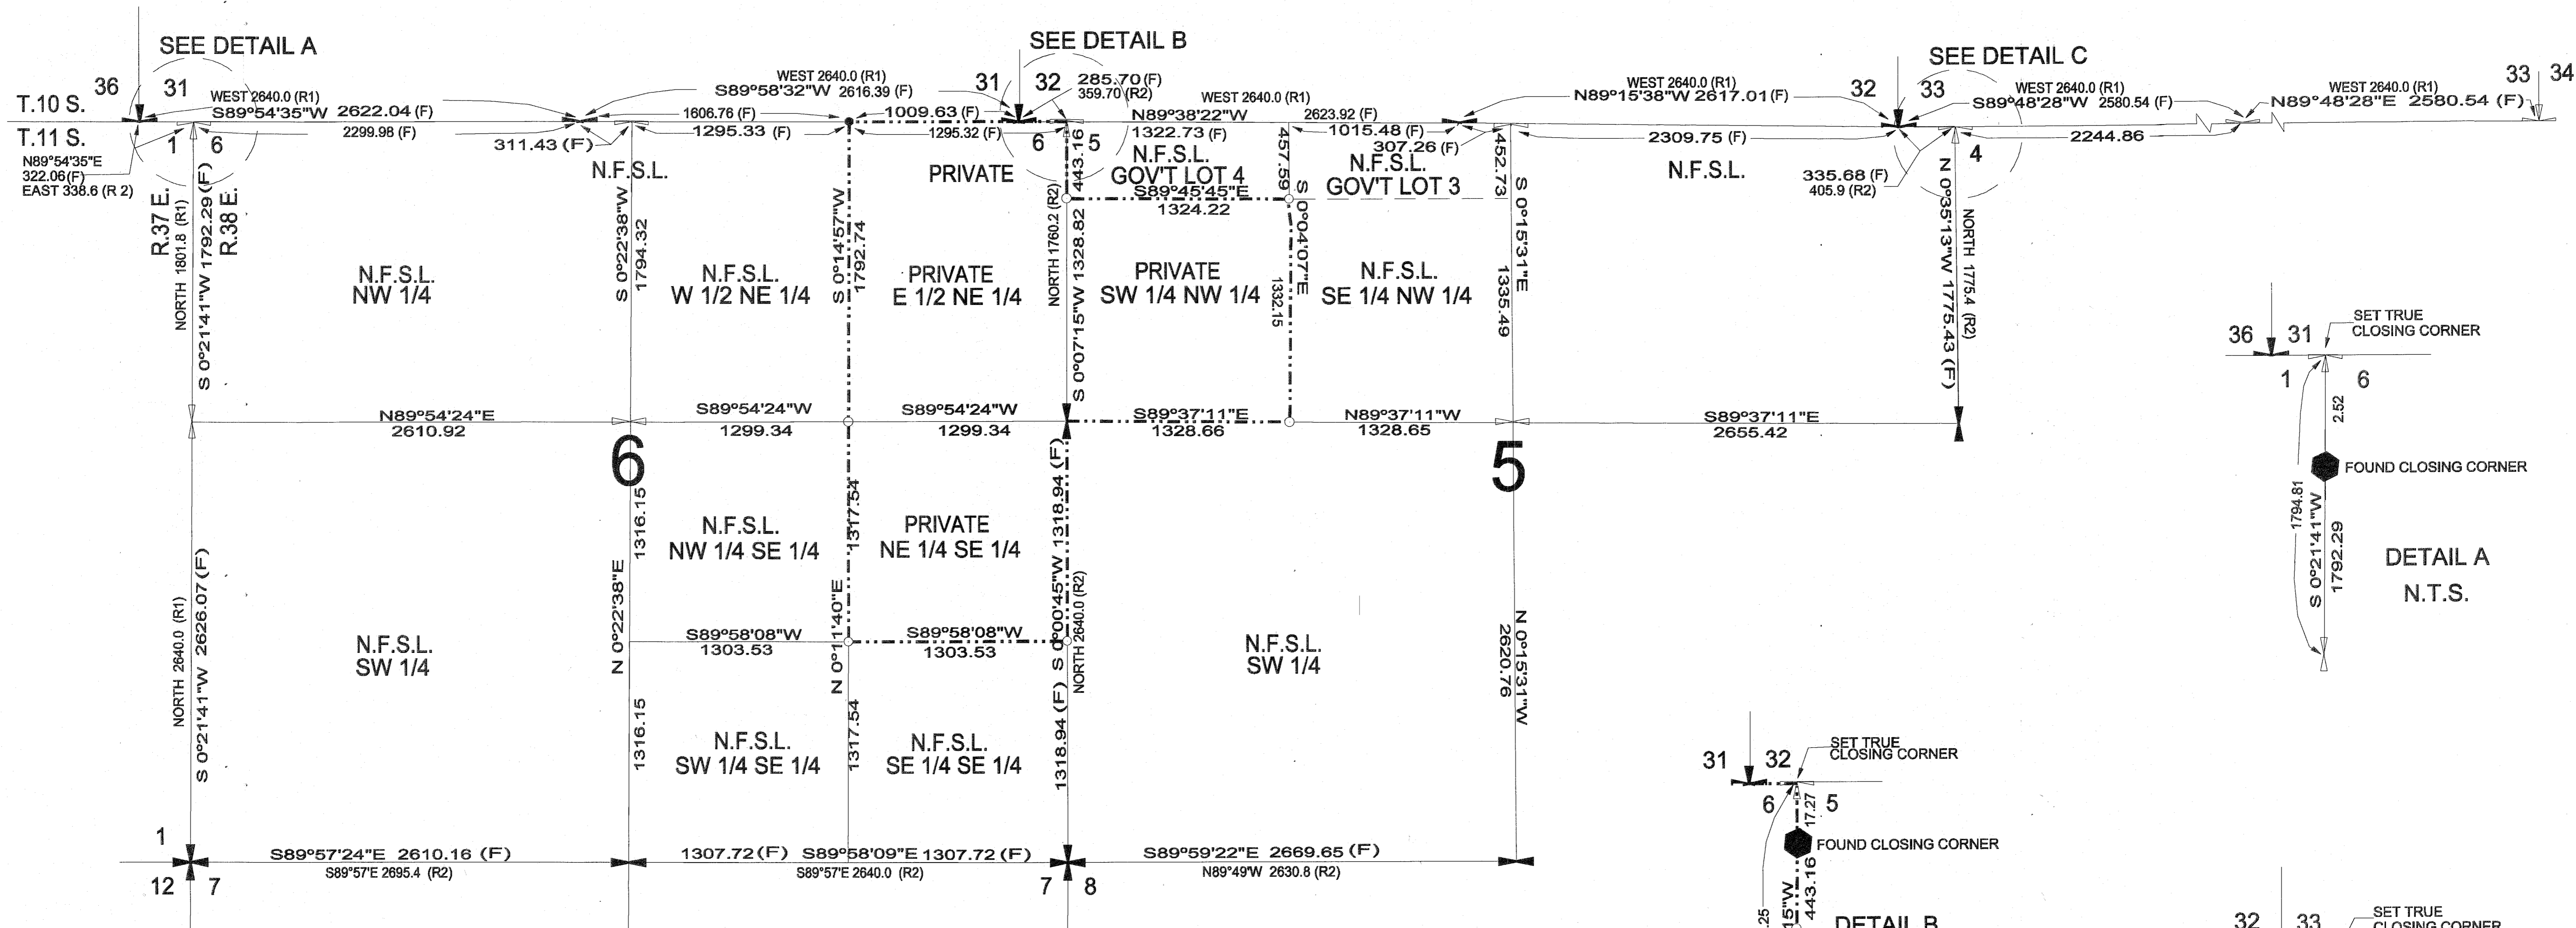 SEE DETAIL A
SEE DETAIL B
SEE DETAIL C
36
31
T.10 S.
T.11 S.
WEST 2640.0 (R1)
S89°54'35"W 2622.04 (F)
2299.98 (F)
1
6
N89°54'35"E
322.06(F)
EAST 338.6 (R 2)
R.37 E.
R.38 E.
NORTH 1801.8 (R1)
S 0°21'41"W 1792.29 (F)
311.43 (F)
WEST 2640.0 (R1)
S89°58'32"W 2616.39 (F)
1606.76 (F)
1009.63 (F)
1295.33 (F)
1295.32 (F)
31
32
285.70 (F)
359.70 (R2)
6
5
WEST 2640.0 (R1)
N89°38'22"W 2623.92 (F)
1322.73 (F)
1015.48 (F)
307.26 (F)
WEST 2640.0 (R1)
N89°15'38"W 2617.01 (F)
2309.75 (F)
32
33
WEST 2640.0 (R1)
S89°48'28"W 2580.54 (F)
2244.86
4
335.68 (F)
405.9 (R2)
WEST 2640.0 (R1)
N89°48'28"E 2580.54 (F)
33
34
N.F.S.L.
PRIVATE
443.16
N.F.S.L.
GOV'T LOT 4
S89°45'45"E
1324.22
457.59
N.F.S.L.
GOV'T LOT 3
452.73
N.F.S.L.
N.F.S.L.
NW 1/4
S 0°22'38"W
1794.32
N.F.S.L.
W 1/2 NE 1/4
S 0°14'57"W
1792.74
PRIVATE
E 1/2 NE 1/4
NORTH 1760.2 (R2)
S 0°07'15"W 1328.82
PRIVATE
SW 1/4 NW 1/4
S 0°04'07"E
1332.15
N.F.S.L.
SE 1/4 NW 1/4
S 0°15'31"E
1335.49
N 0°35'13"W 1775.43 (F)
NORTH 1775.4 (R2)
N89°54'24"E
2610.92
S89°54'24"W
1299.34
S89°54'24"W
1299.34
S89°37'11"E
1328.66
N89°37'11"W
1328.65
S89°37'11"E
2655.42
6
5
1316.15
N.F.S.L.
NW 1/4 SE 1/4
1317.54
PRIVATE
NE 1/4 SE 1/4
S 0°00'45"W 1318.94 (F)
NORTH 2640.0 (R2)
NORTH 2640.0 (R1)
S 0°21'41"W 2626.07 (F)
N.F.S.L.
SW 1/4
N 0°22'38"E
S89°58'08"W
1303.53
N 0°11'40"E
S89°58'08"W
1303.53
N.F.S.L.
SW 1/4
N 0°15'31"W
2620.76
1316.15
N.F.S.L.
SW 1/4 SE 1/4
1317.54
N.F.S.L.
SE 1/4 SE 1/4
1318.94 (F)
1
12
7
S89°57'24"E 2610.16 (F)
S89°57'E 2695.4 (R2)
1307.72 (F) S89°58'09"E 1307.72 (F)
S89°57'E 2640.0 (R2)
7
8
S89°59'22"E 2669.65 (F)
N89°49'W 2630.8 (R2)
36
31
SET TRUE
CLOSING CORNER
1
6
2.52
FOUND CLOSING CORNER
1794.81
S 0°21'41"W
1792.29
DETAIL A
N.T.S.
31
32
SET TRUE
CLOSING CORNER
6
5
17.27
FOUND CLOSING CORNER
443.16
15"W
.25
DETAIL B
32
33
SET TRUE
CLOSING CORNER